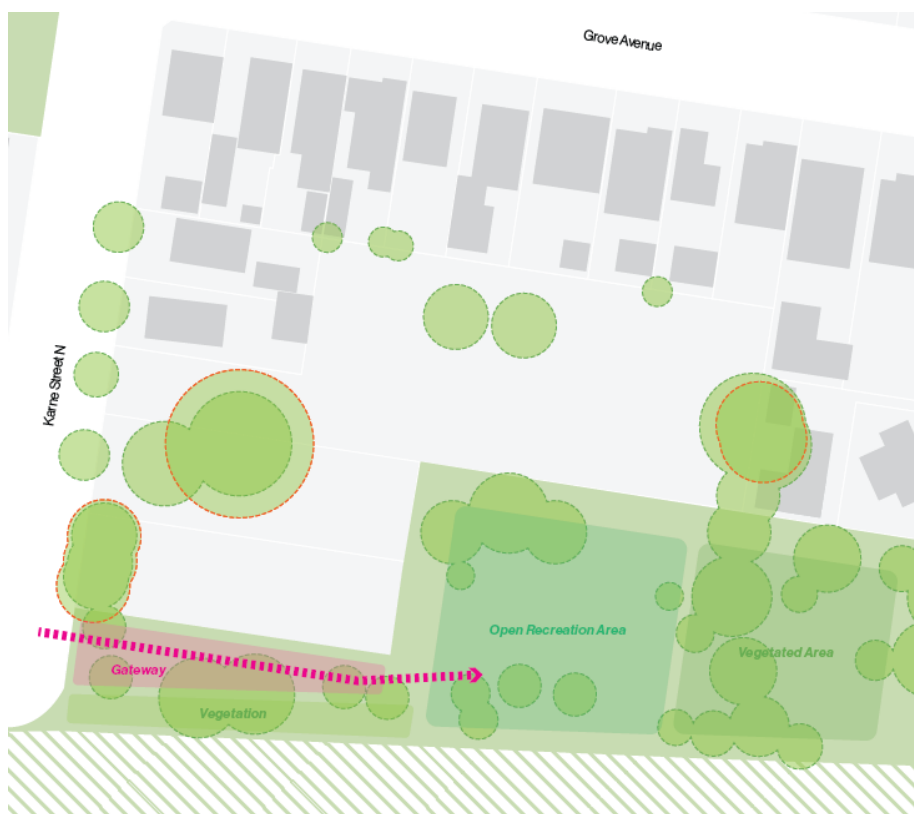 Grove Avenue
Karne Street N
Open Recreation Area
Vegetated Area
Gateway
Vegetation